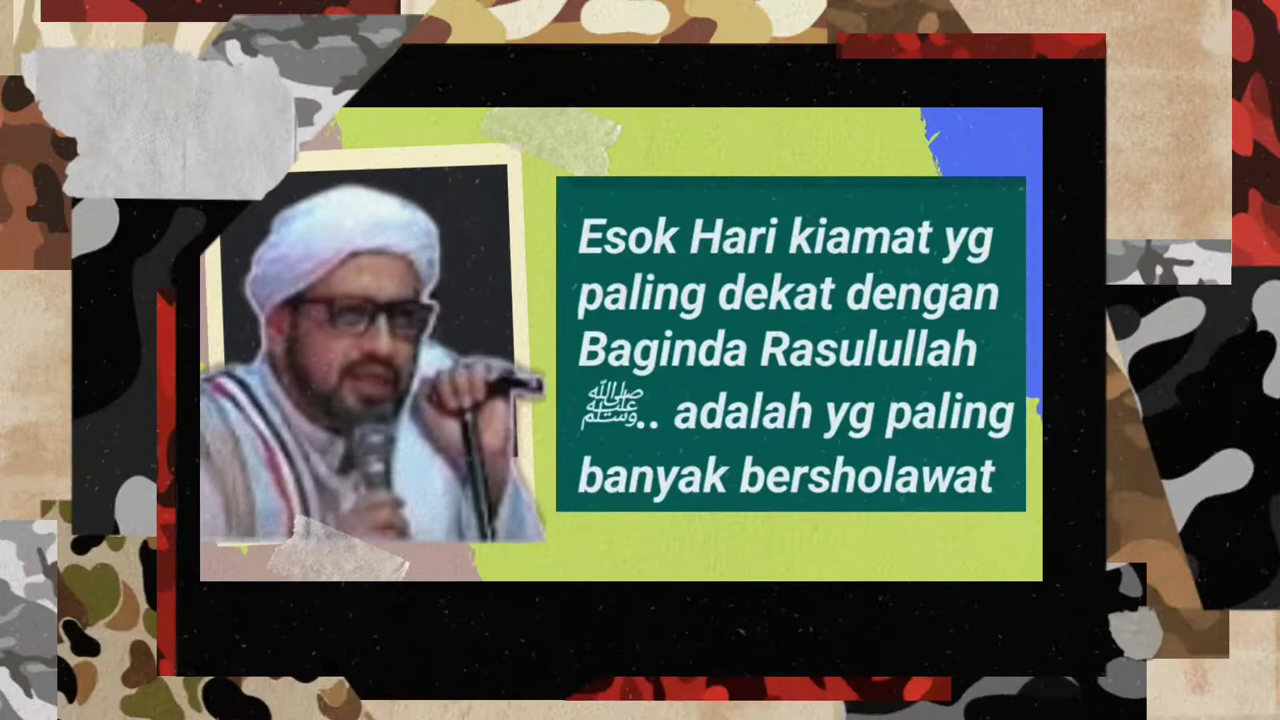 Esok Hari kiamat yg
paling dekat dengan
Baginda Rasulullah
ﷺ.. adalah yg paling
banyak bersholawat